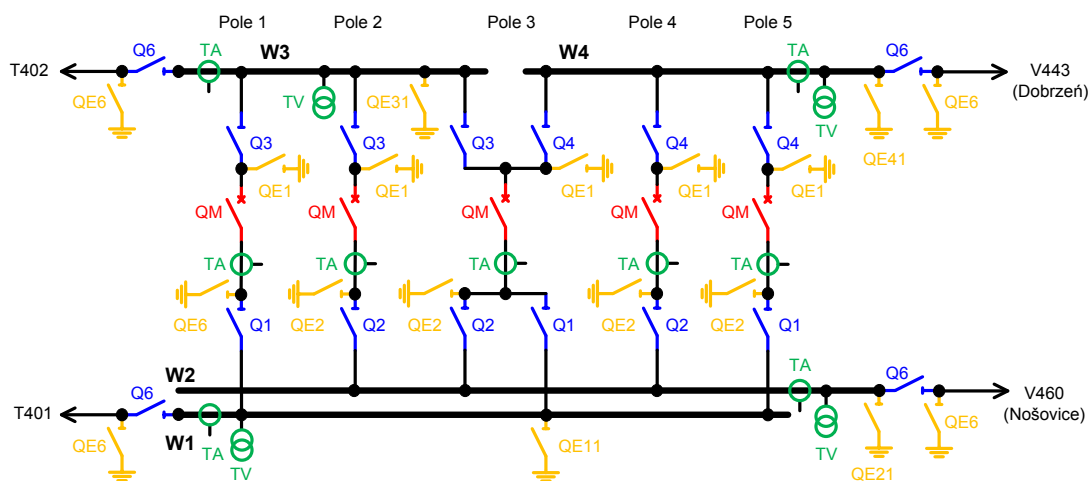 Pole 1 Pole 2 Pole 3 Pole 4 Pole 5
Q6 TA W3 W4 TA Q6
T402 V443
(Dobrzeń)
QE6 TV QE31 TV QE6
Q3 Q3 Q3 Q4 Q4 Q4 QE41
QE1 QE1 QE1 QE1 QE1
QM QM QM QM QM
TA TA TA TA TA
QE6 Q1 QE2 Q2 QE2 Q2 Q1 QE2 Q2 QE2 Q1
W2 TA Q6
Q6
T401 V460
(Nošovice)
W1
QE6 TA QE11 TV QE6
TV QE21